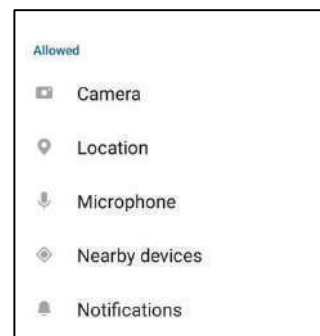 Allowed
Camera
Location
Microphone
Nearby devices
Notifications